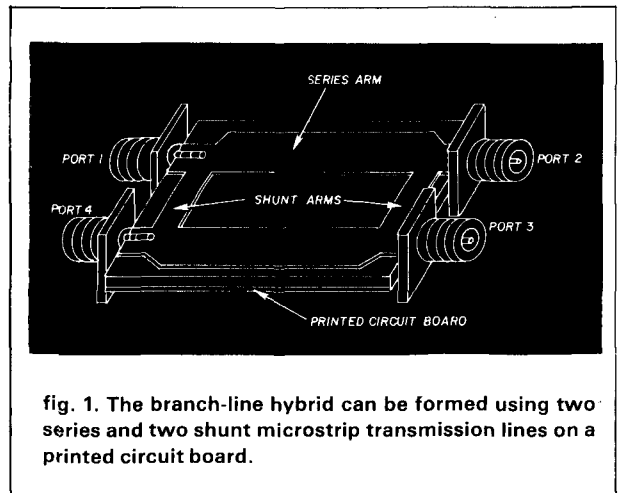 SERIES ARM
PORT 1
PORT 2
SHUNT ARMS
PORT 4
PORT 3
PRINTED CIRCUIT BOARD
fig. 1. The branch-line hybrid can be formed using two
series and two shunt microstrip transmission lines on a
printed circuit board.